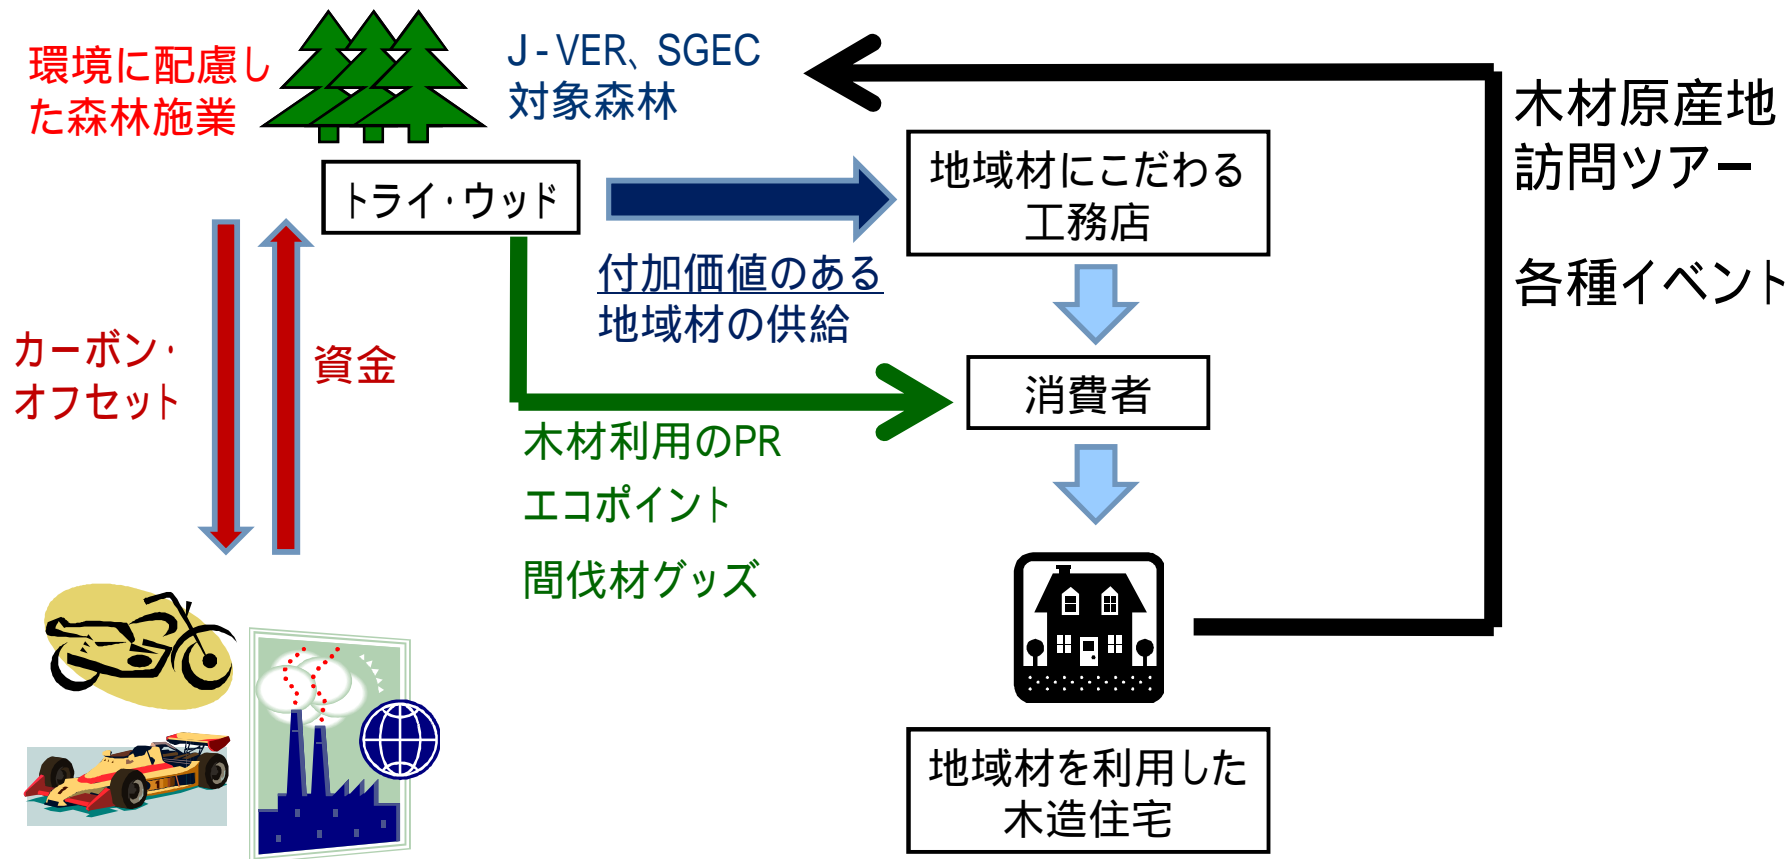 環境に配慮し
た森林施業
J-VER、SGEC
対象森林
トライ・ウッド
地域材にこだわる
工務店
木材原産地
訪問ツアー
各種イベント
付加価値のある
地域材の供給
カーボン・
オフセット
資金
消費者
木材利用のPR
エコポイント
間伐材グッズ
地域材を利用した
木造住宅